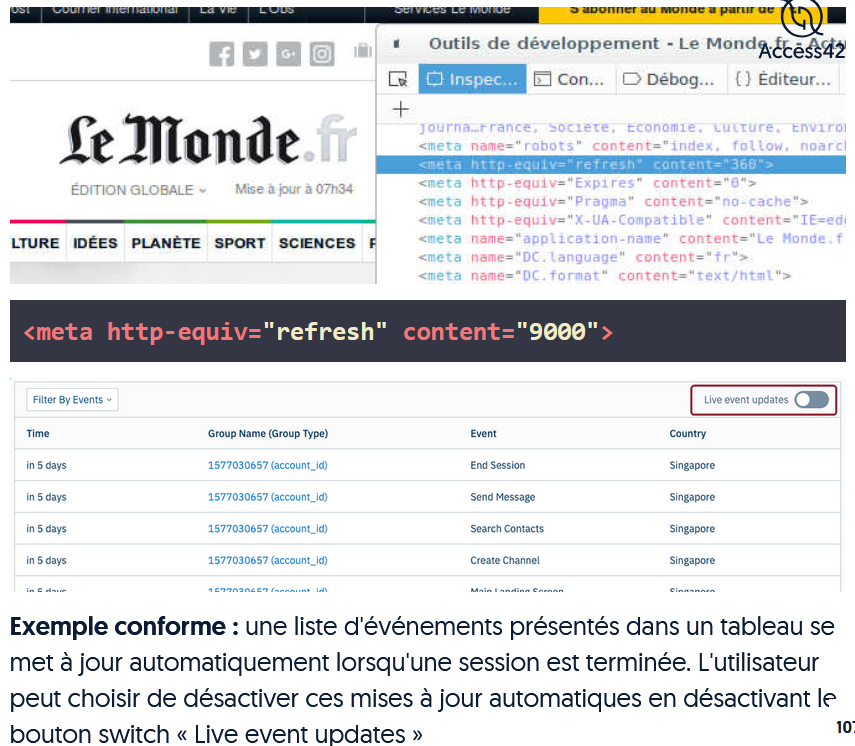 Courrier International La Vie L'Obs Services Le Monde S'abonner au Monde à partir de
Access42
Outils de développement - Le Monde.fr - Actu
Inspec... Con... Débog... {} Éditeur...
+
journa…France, Société, Économie, Culture, Enviro
<meta name="robots" content="index, follow, noarc
<meta http-equiv="refresh" content="360">
<meta http-equiv="Expires" content="0">
<meta http-equiv="Pragma" content="no-cache">
<meta http-equiv="X-UA-Compatible" content="IE=ed
<meta name="application-name" content="Le Monde.f
<meta name="DC.language" content="fr">
<meta name="DC.format" content="text/html">
Le Monde.fr
ÉDITION GLOBALE Mise à jour à 07h34
LTURE IDÉES PLANÈTE SPORT SCIENCES
<meta http-equiv="refresh" content="9000">
Filter By Events Live event updates
Time Group Name (Group Type) Event Country
in 5 days 1577030657 (account_id) End Session Singapore
in 5 days 1577030657 (account_id) Send Message Singapore
in 5 days 1577030657 (account_id) Search Contacts Singapore
in 5 days 1577030657 (account_id) Create Channel Singapore
in 5 days 1577030657 (account_id) Main Landing Screen Singapore
Exemple conforme : une liste d'événements présentés dans un tableau se
met à jour automatiquement lorsqu'une session est terminée. L'utilisateur
peut choisir de désactiver ces mises à jour automatiques en désactivant le
bouton switch « Live event updates »
107